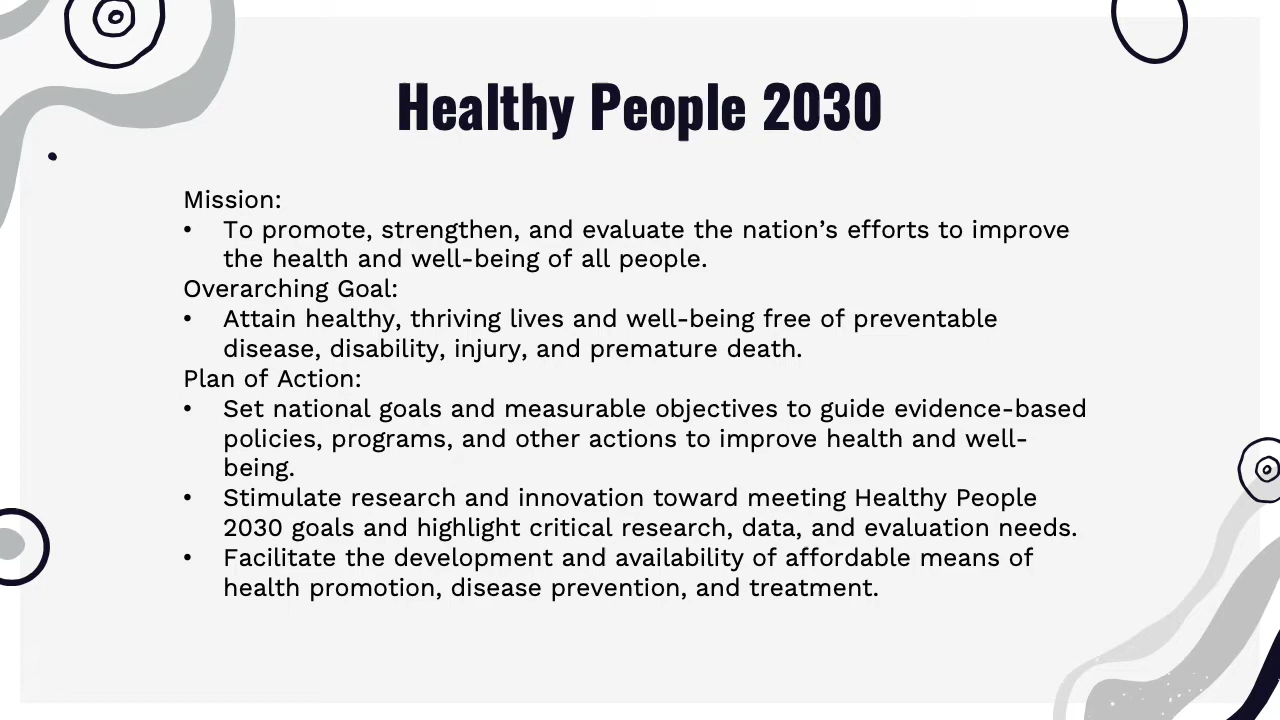 Healthy People 2030
Mission:
• To promote, strengthen, and evaluate the nation’s efforts to improve
the health and well-being of all people.
Overarching Goal:
• Attain healthy, thriving lives and well-being free of preventable
disease, disability, injury, and premature death.
Plan of Action:
• Set national goals and measurable objectives to guide evidence-based
policies, programs, and other actions to improve health and well-
being.
• Stimulate research and innovation toward meeting Healthy People
2030 goals and highlight critical research, data, and evaluation needs.
• Facilitate the development and availability of affordable means of
health promotion, disease prevention, and treatment.